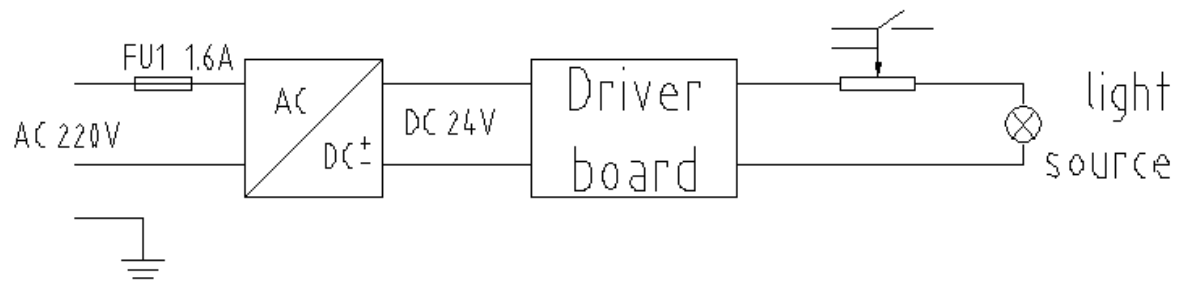 FU1 1.6A
AC 220V
AC
DC±
DC 24V
Driver
board
light
source